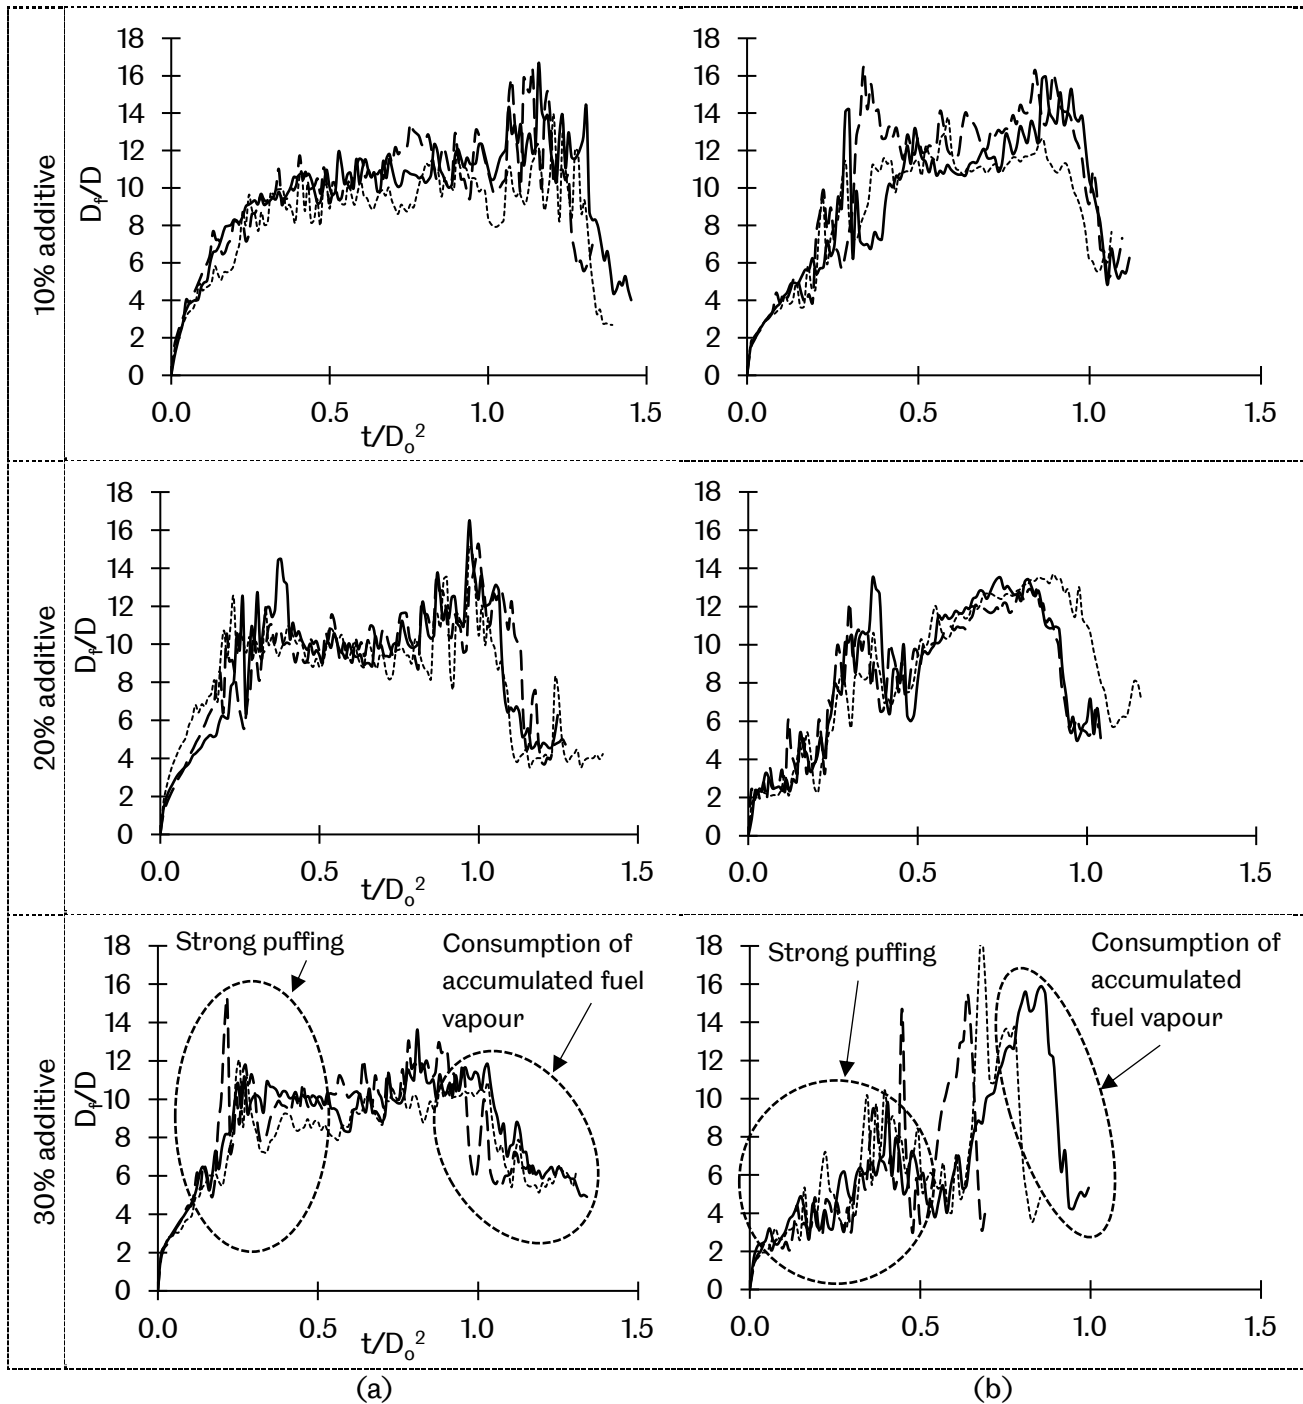 10% additive
D_f/D
18
16
14
12
10
8
6
4
2
0
0.0 0.5 1.0 1.5
t/D_o^2
18
16
14
12
10
8
6
4
2
0
0.0 0.5 1.0 1.5
20% additive
D_f/D
18
16
14
12
10
8
6
4
2
0
0.0 0.5 1.0 1.5
t/D_o^2
18
16
14
12
10
8
6
4
2
0
0.0 0.5 1.0 1.5
30% additive
D_f/D
18
16
14
12
10
8
6
4
2
0
Strong puffing
Consumption of
accumulated fuel
vapour
0.0 0.5 1.0 1.5
t/D_o^2
18
16
14
12
10
8
6
4
2
0
Strong puffing
Consumption of
accumulated
fuel vapour
0.0 0.5 1.0 1.5
(a) (b)